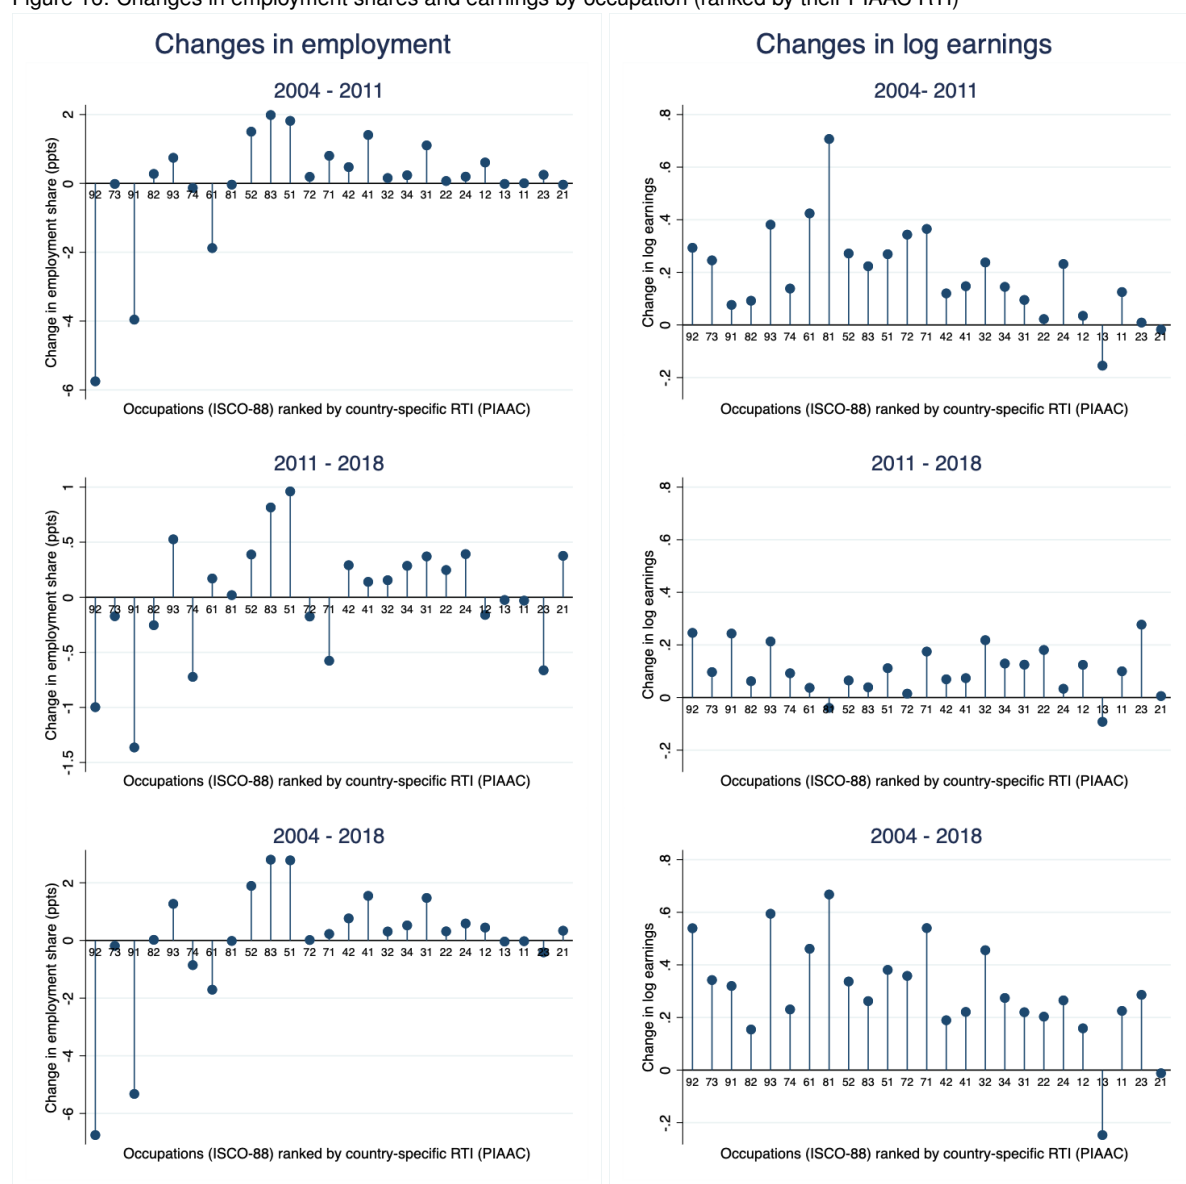 Figure Changes in employment shares and earnings by occupation (ranked by their PIAAC RTI)
Changes in employment
2004 - 2011
Change in employment share (ppts)
2
0
-2
-4
-6
92 73 91 82 93 74 61 81 52 83 51 72 71 42 41 32 34 31 22 24 12 13 11 23 21
Occupations (ISCO-88) ranked by country-specific RTI (PIAAC)
2011 - 2018
Change in employment share (ppts)
1
.5
0
-.5
-1
-1.5
92 73 91 82 93 74 61 81 52 83 51 72 71 42 41 32 34 31 22 24 12 13 11 23 21
Occupations (ISCO-88) ranked by country-specific RTI (PIAAC)
2004 - 2018
Change in employment share (ppts)
2
0
-2
-4
-6
92 73 91 82 93 74 61 81 52 83 51 72 71 42 41 32 34 31 22 24 12 13 11 23 21
Occupations (ISCO-88) ranked by country-specific RTI (PIAAC)
Changes in log earnings
2004- 2011
Change in log earnings
.8
.6
.4
.2
0
-.2
92 73 91 82 93 74 61 81 52 83 51 72 71 42 41 32 34 31 22 24 12 13 11 23 21
Occupations (ISCO-88) ranked by country-specific RTI (PIAAC)
2011 - 2018
Change in log earnings
.8
.6
.4
.2
0
-.2
92 73 91 82 93 74 61 81 52 83 51 72 71 42 41 32 34 31 22 24 12 13 11 23 21
Occupations (ISCO-88) ranked by country-specific RTI (PIAAC)
2004 - 2018
Change in log earnings
.8
.6
.4
.2
0
-.2
92 73 91 82 93 74 61 81 52 83 51 72 71 42 41 32 34 31 22 24 12 13 11 23 21
Occupations (ISCO-88) ranked by country-specific RTI (PIAAC)